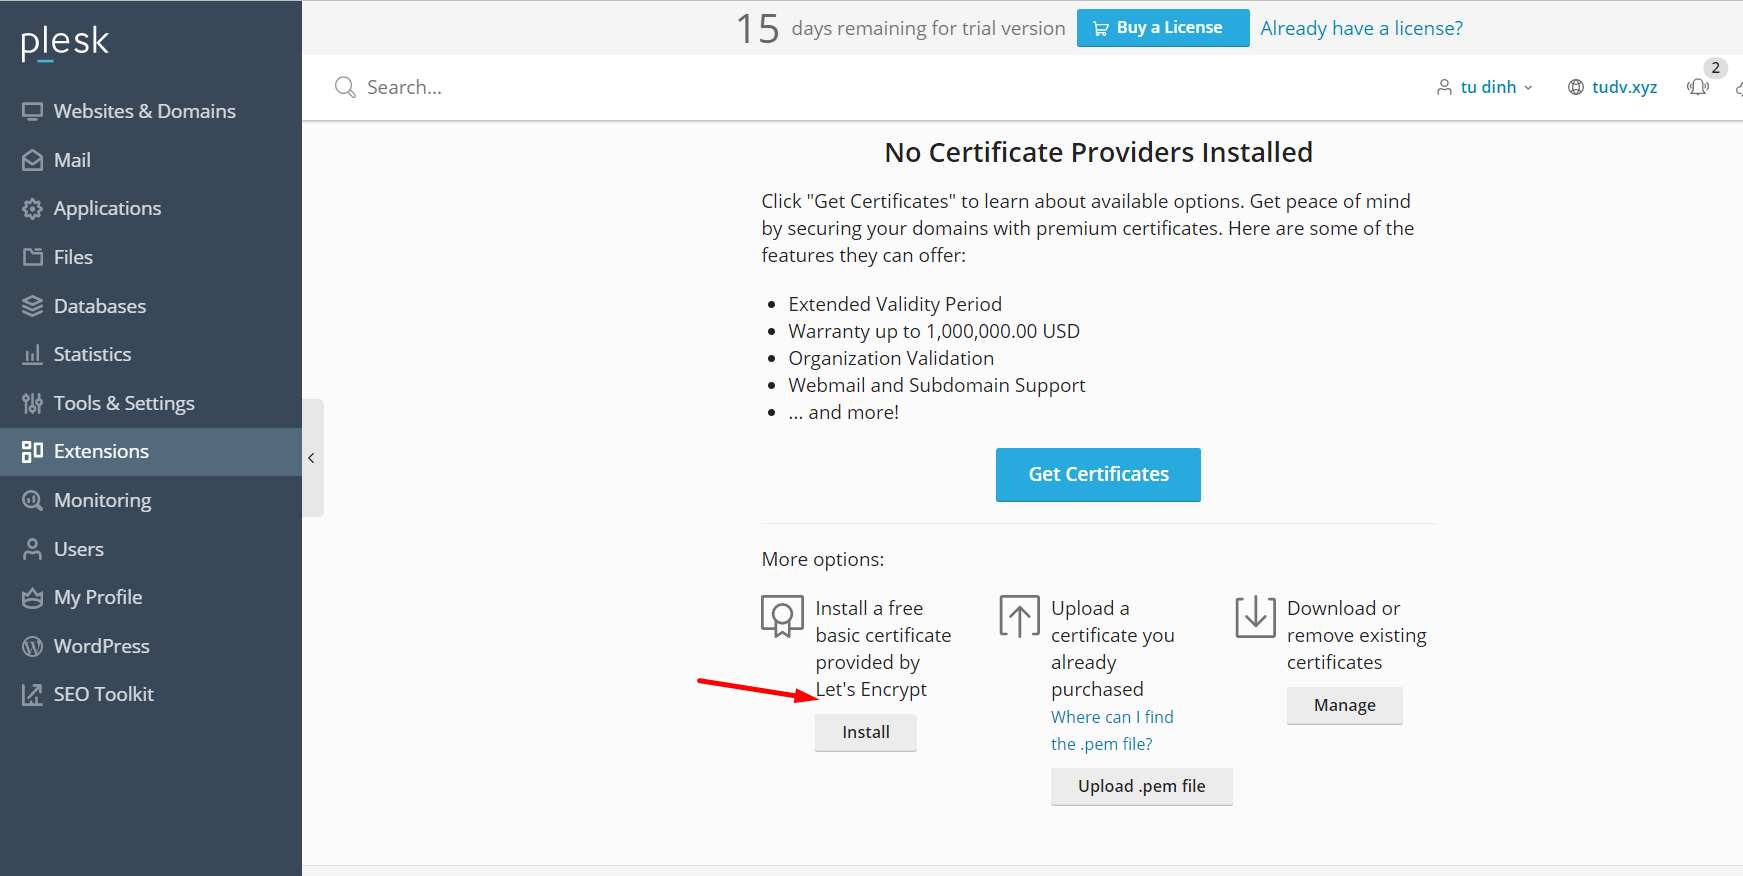 plesk
Websites & Domains
Mail
Applications
Files
Databases
Statistics
Tools & Settings
Extensions
Monitoring
Users
My Profile
WordPress
SEO Toolkit
15 days remaining for trial version Buy a License Already have a license?
Search... tu dinh tudv.xyz 2
No Certificate Providers Installed
Click "Get Certificates" to learn about available options. Get peace of mind
by securing your domains with premium certificates. Here are some of the
features they can offer:
• Extended Validity Period
• Warranty up to 1,000,000.00 USD
• Organization Validation
• Webmail and Subdomain Support
• ... and more!
Get Certificates
More options:
Install a free
basic certificate
provided by
Let's Encrypt
Install
Upload a
certificate you
already
purchased
Where can I find
the .pem file?
Upload .pem file
Download or
remove existing
certificates
Manage